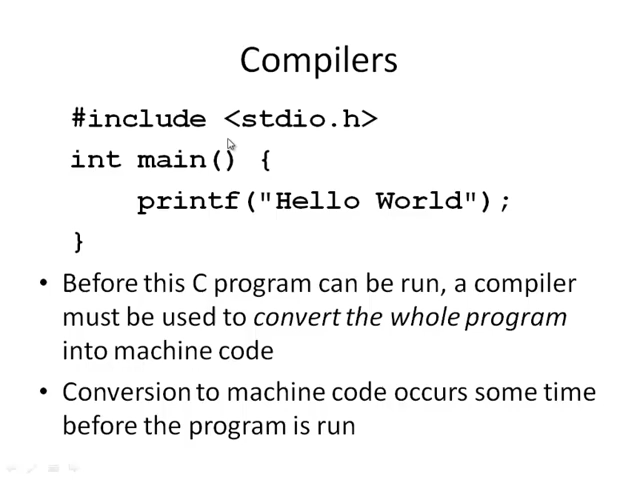 Compilers
#include <stdio.h>
int main() {
    printf("Hello World");
}
• Before this C program can be run, a compiler
must be used to convert the whole program
into machine code
• Conversion to machine code occurs some time
before the program is run